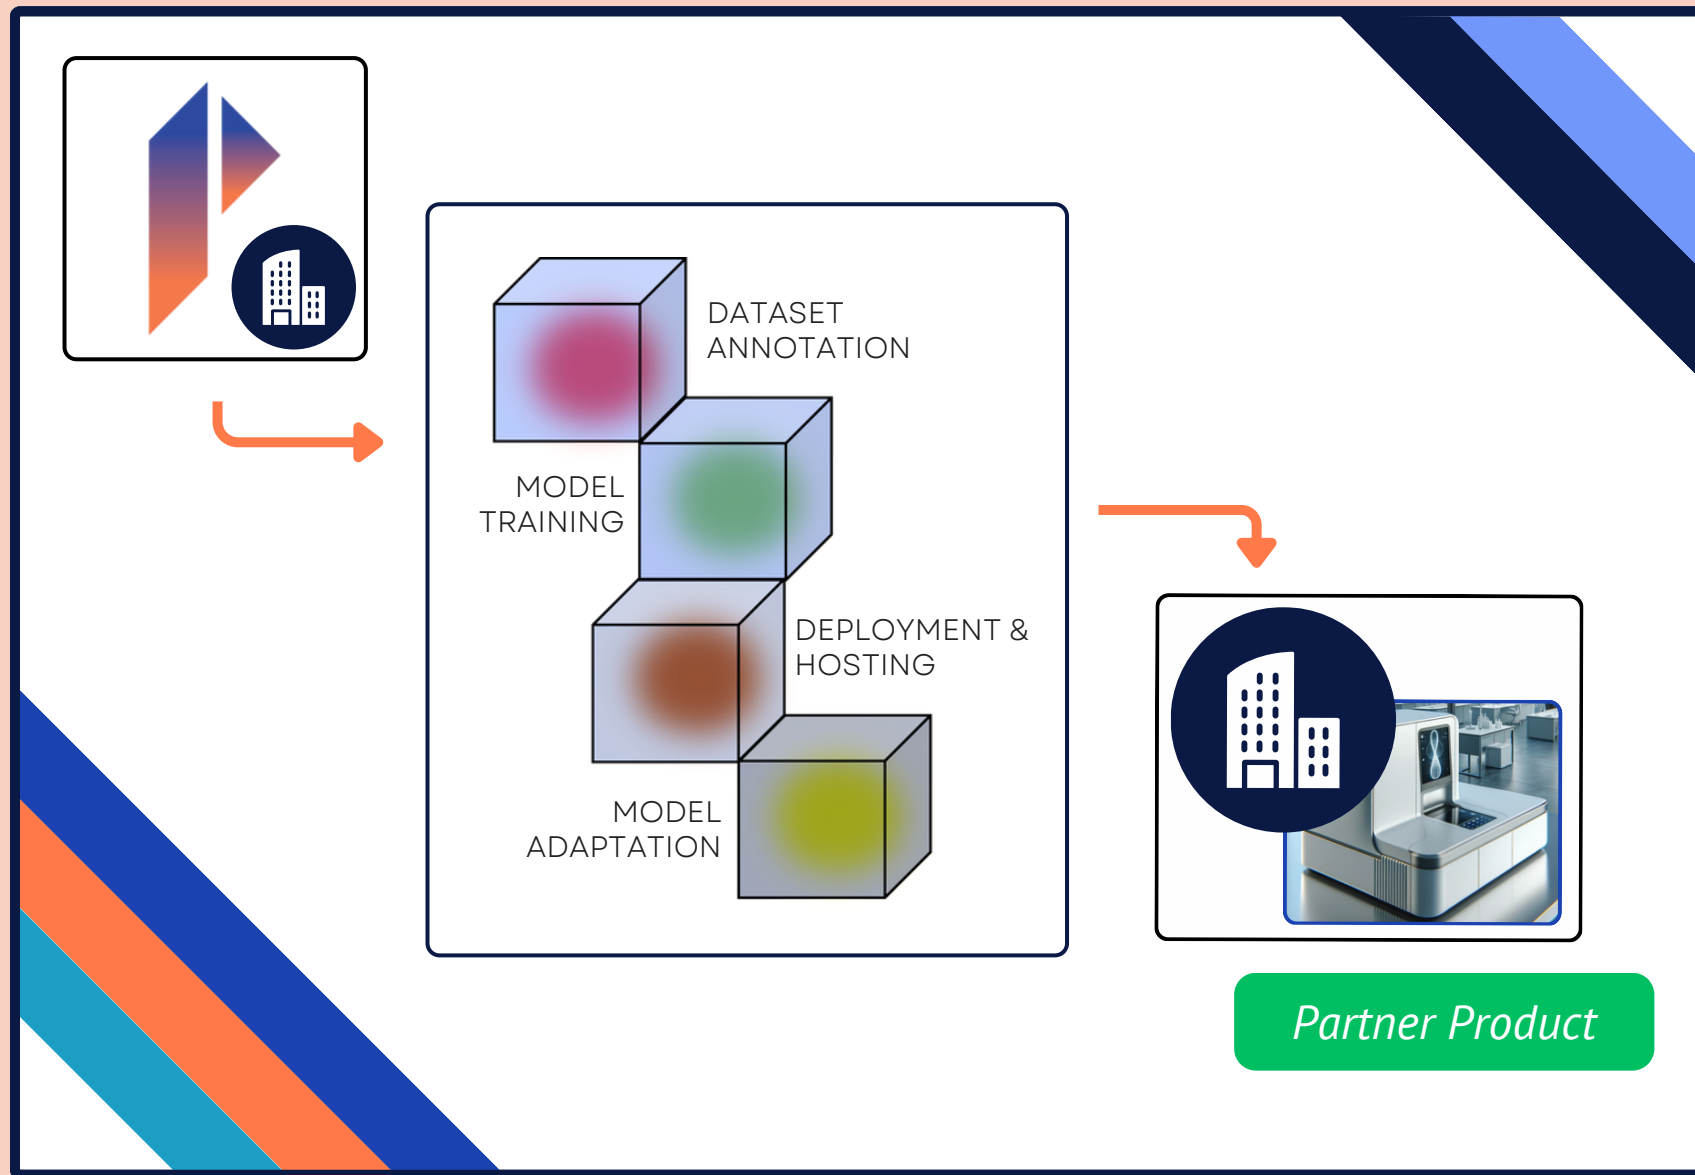 DATASET
ANNOTATION
MODEL
TRAINING
DEPLOYMENT &
HOSTING
MODEL
ADAPTATION
Partner Product